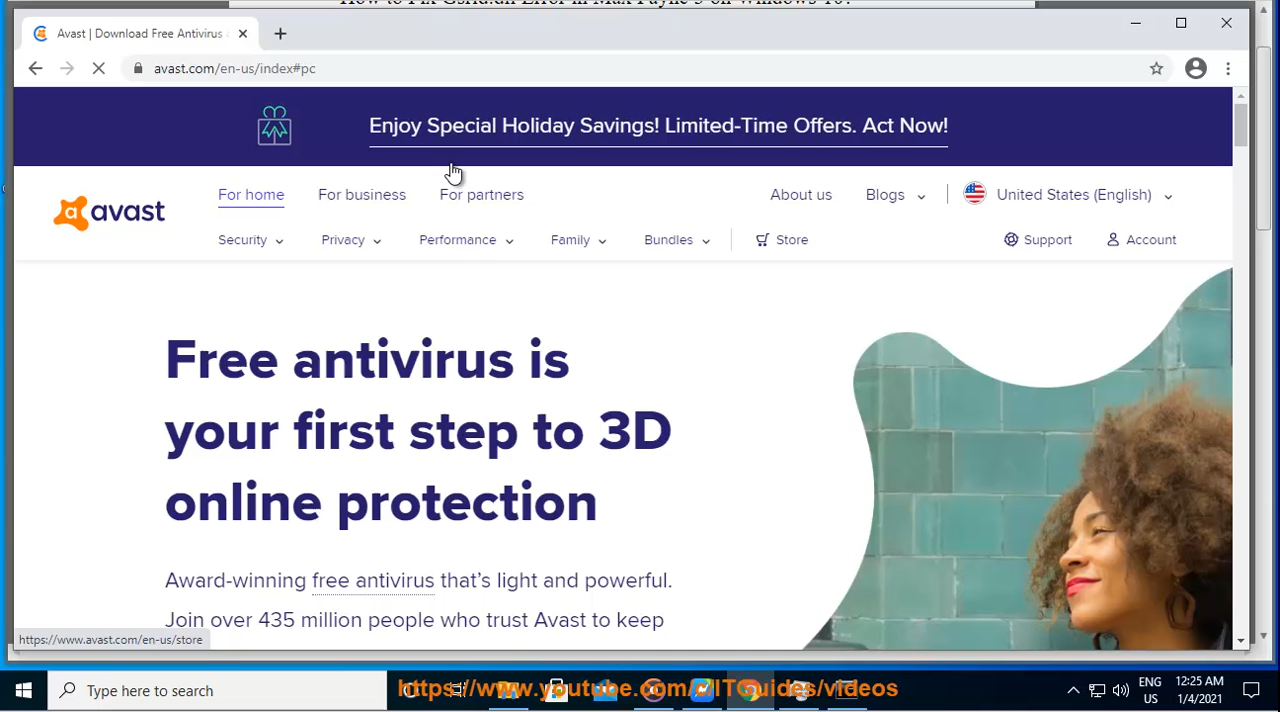 How to Fix Gsrld.dll Error in Max Payne 3 on Windows 10?
Avast | Download Free Antivirus &
avast.com/en-us/index#pc
Enjoy Special Holiday Savings! Limited-Time Offers. Act Now!
avast
For home For business For partners About us Blogs United States (English)
Security Privacy Performance Family Bundles Store Support Account
Free antivirus is
your first step to 3D
online protection
Award-winning free antivirus that's light and powerful.
Join over 435 million people who trust Avast to keep
https://www.avast.com/en-us/store
Type here to search
https://www.youtube.com/c/ITGuides/videos
ENG
US
12:25 AM
1/4/2021